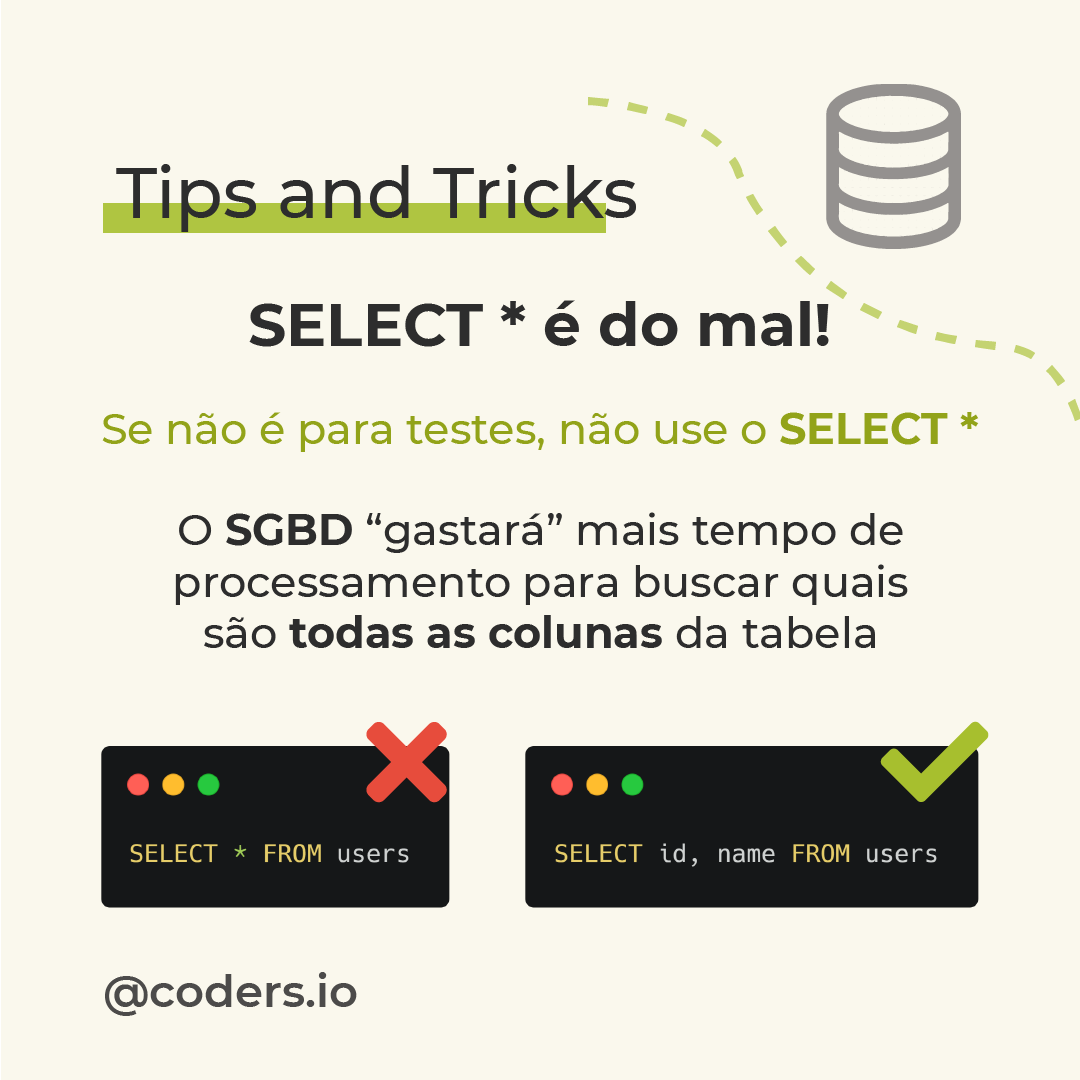 Tips and Tricks
SELECT * é do mal!
Se não é para testes, não use o SELECT *
O SGBD “gastará” mais tempo de
processamento para buscar quais
são todas as colunas da tabela
SELECT * FROM users
SELECT id, name FROM users
@coders.io